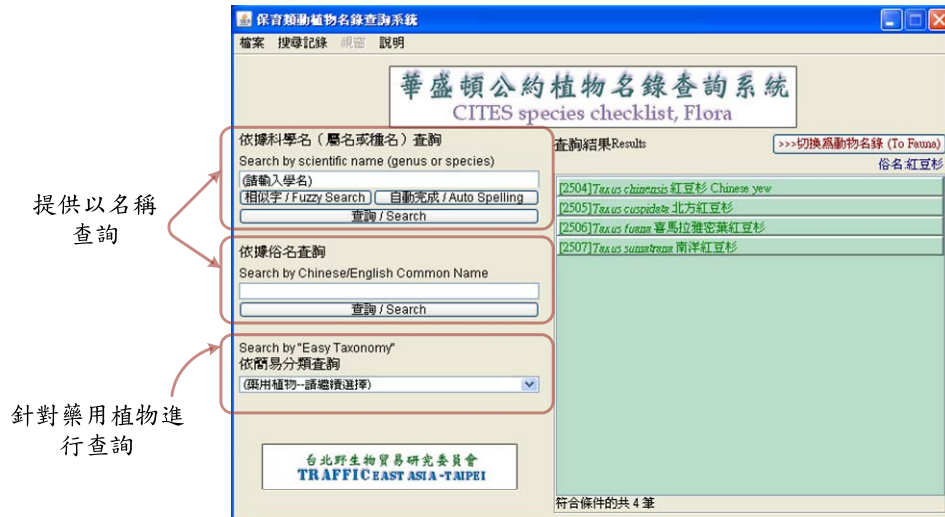 保育類動植物名錄查詢系統
檔案 搜尋記錄 視窗 說明
華盛頓公約植物名錄查詢系統
CITES species checklist, Flora
依據科學名(屬名或種名)查詢
Search by scientific name (genus or species)
(請輸入學名)
相似字 / Fuzzy Search
自動完成 / Auto Spelling
查詢 / Search
依據俗名查詢
Search by Chinese/English Common Name
查詢 / Search
Search by "Easy Taxonomy"
依簡易分類查詢
(藥用植物--請繼續選擇)
台北野生物貿易研究委員會
TRAFFIC EAST ASIA -TAIPEI
查詢結果Results
>>>切換為動物名錄 (To Fauna)
俗名:紅豆杉
[2504]Taxus chinensis 紅豆杉 Chinese yew
[2505]Taxus cuspidata 北方紅豆杉
[2506]Taxus fuana 喜馬拉雅密葉紅豆杉
[2507]Taxus sumatrana 南洋紅豆杉
符合條件的共 4 筆
提供以名稱
查詢
針對藥用植物進
行查詢